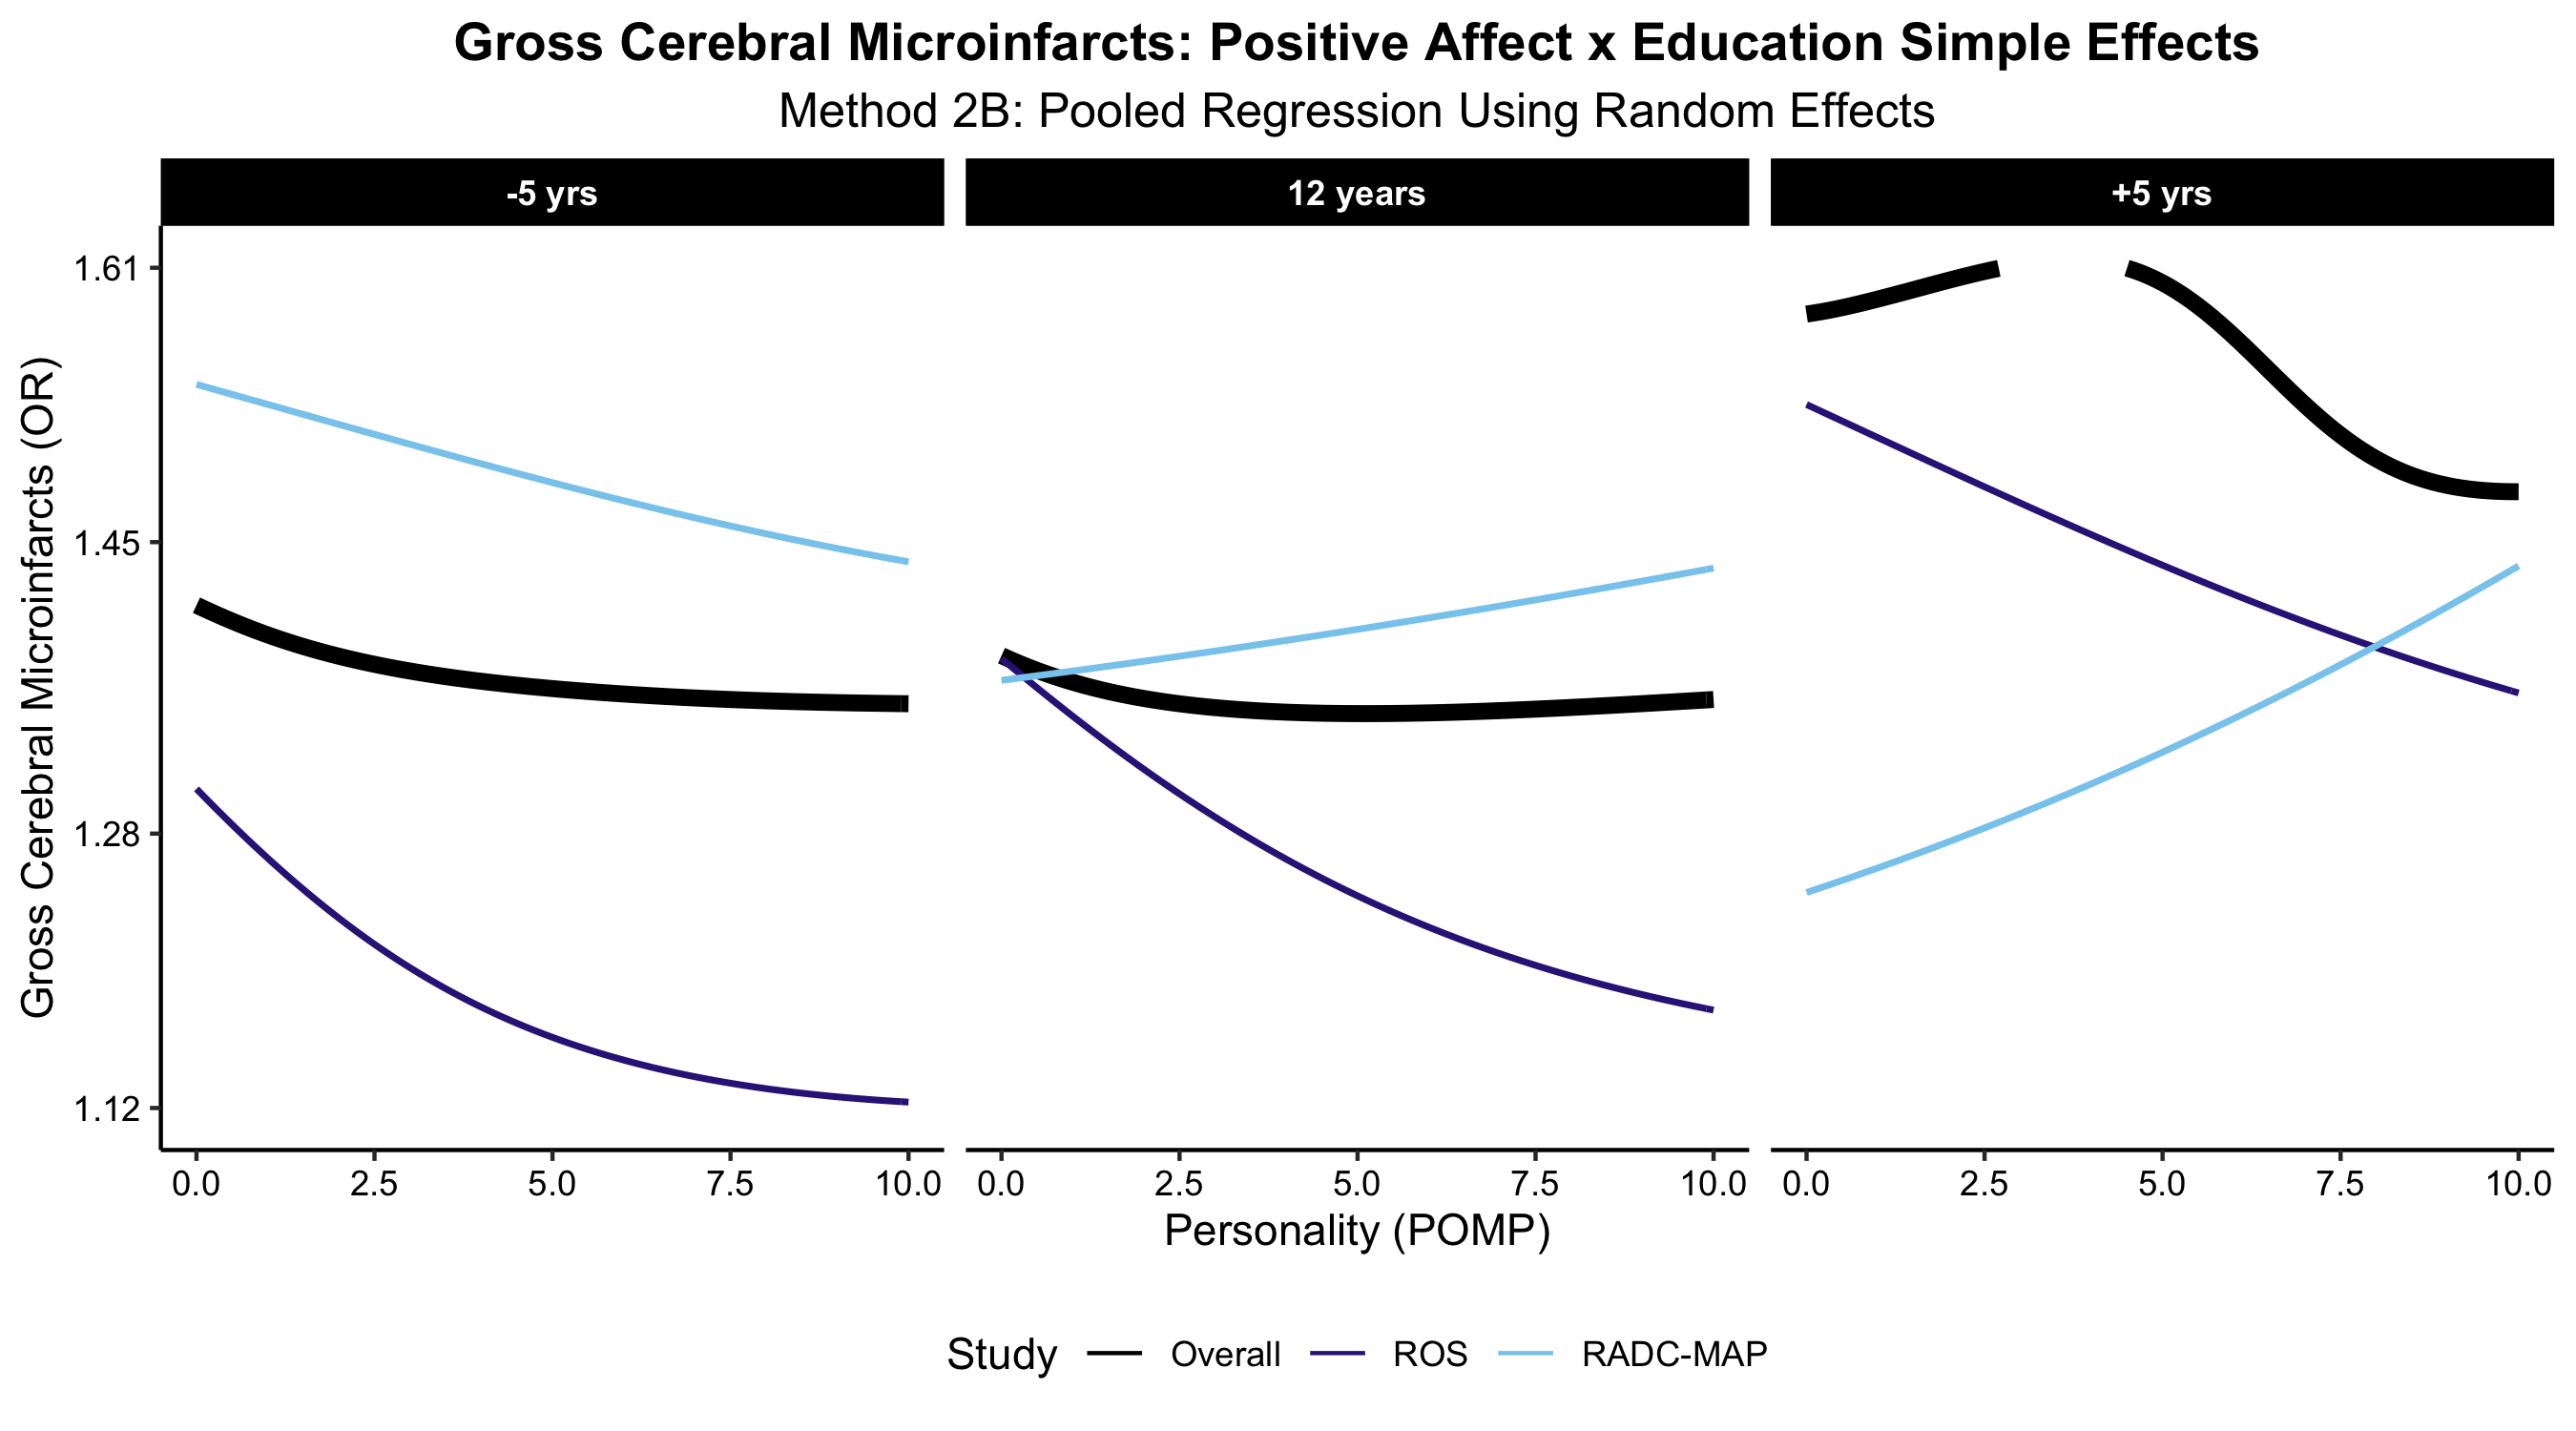 Gross Cerebral Microinfarcts: Positive Affect x Education Simple Effects
Method 2B: Pooled Regression Using Random Effects
-5 yrs
12 years
+5 yrs
Gross Cerebral Microinfarcts (OR)
1.61
1.45
1.28
1.12
0.0 2.5 5.0 7.5 10.0
0.0 2.5 5.0 7.5 10.0
0.0 2.5 5.0 7.5 10.0
Personality (POMP)
Study Overall ROS RADC-MAP